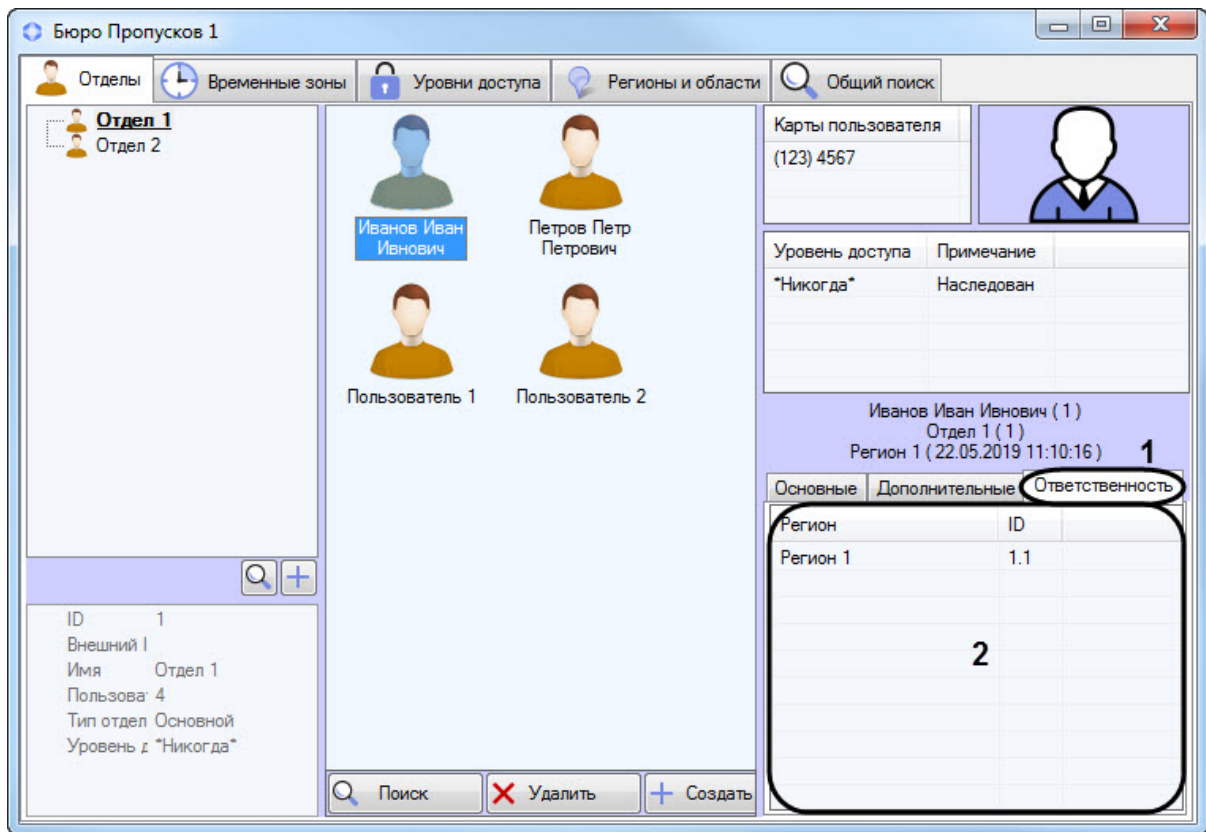 Бюро Пропусков 1
Отделы
Временные зоны
Уровни доступа
Регионы и области
Общий поиск
Отдел 1
Отдел 2
Иванов Иван
Ивнович
Петров Петр
Петрович
Пользователь 1
Пользователь 2
Карты пользователя
(123) 4567
Уровень доступа Примечание
*Никогда* Наследован
Иванов Иван Ивнович ( 1 )
Отдел 1 ( 1 )
Регион 1 ( 22.05.2019 11:10:16 )
1
Основные Дополнительные Ответственность
Регион ID
Регион 1 1.1
2
ID 1
Внешний I
Имя Отдел 1
Пользова 4
Тип отдел Основной
Уровень д *Никогда*
Поиск
Удалить
Создать